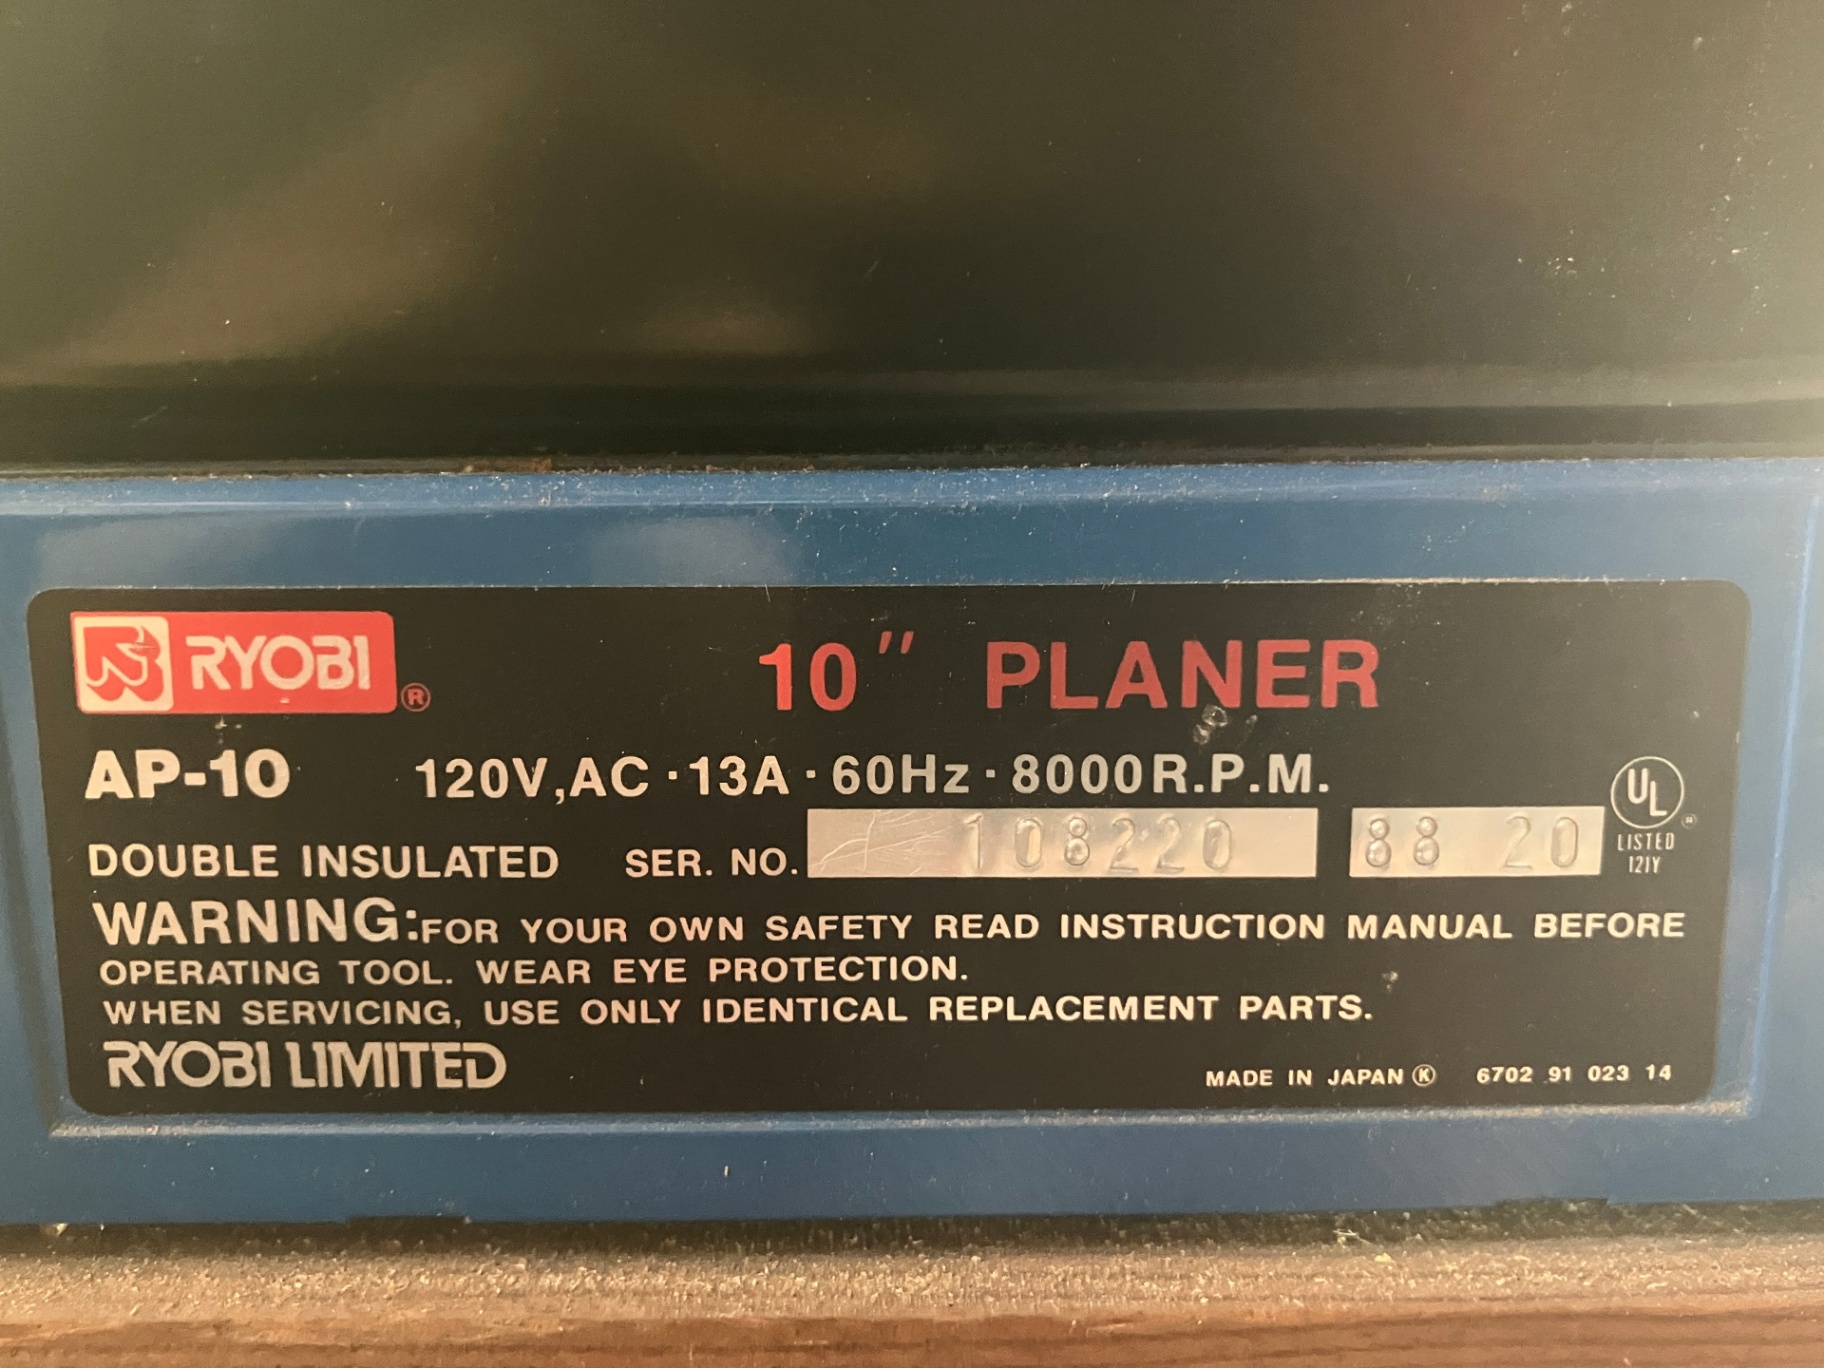 RYOBI® 10" PLANER
AP-10 120V,AC·13A·60Hz·8000R.P.M.
DOUBLE INSULATED SER. NO. 108220 88 20
UL®
LISTED
121Y
WARNING:FOR YOUR OWN SAFETY READ INSTRUCTION MANUAL BEFORE
OPERATING TOOL. WEAR EYE PROTECTION.
WHEN SERVICING, USE ONLY IDENTICAL REPLACEMENT PARTS.
RYOBI LIMITED MADE IN JAPAN Ⓚ 6702 91 023 14